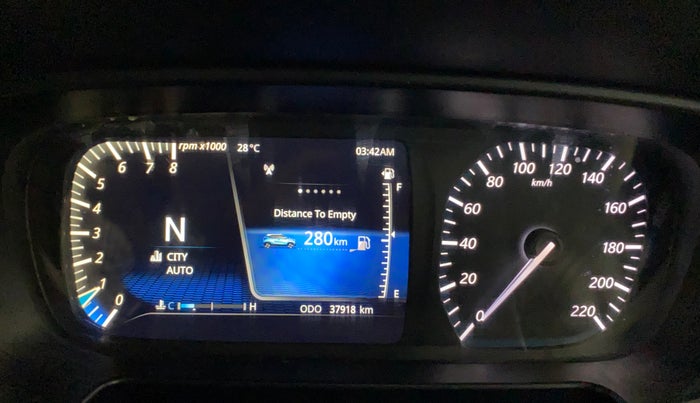 rpm x1000 28°C 03:42AM
8
7
6
5
4
3
2
1
0
F
Distance To Empty
280 km
N
CITY
AUTO
E
C H ODO 37918 km
0
20
40
60
80
100
120
140
160
180
200
220
km/h